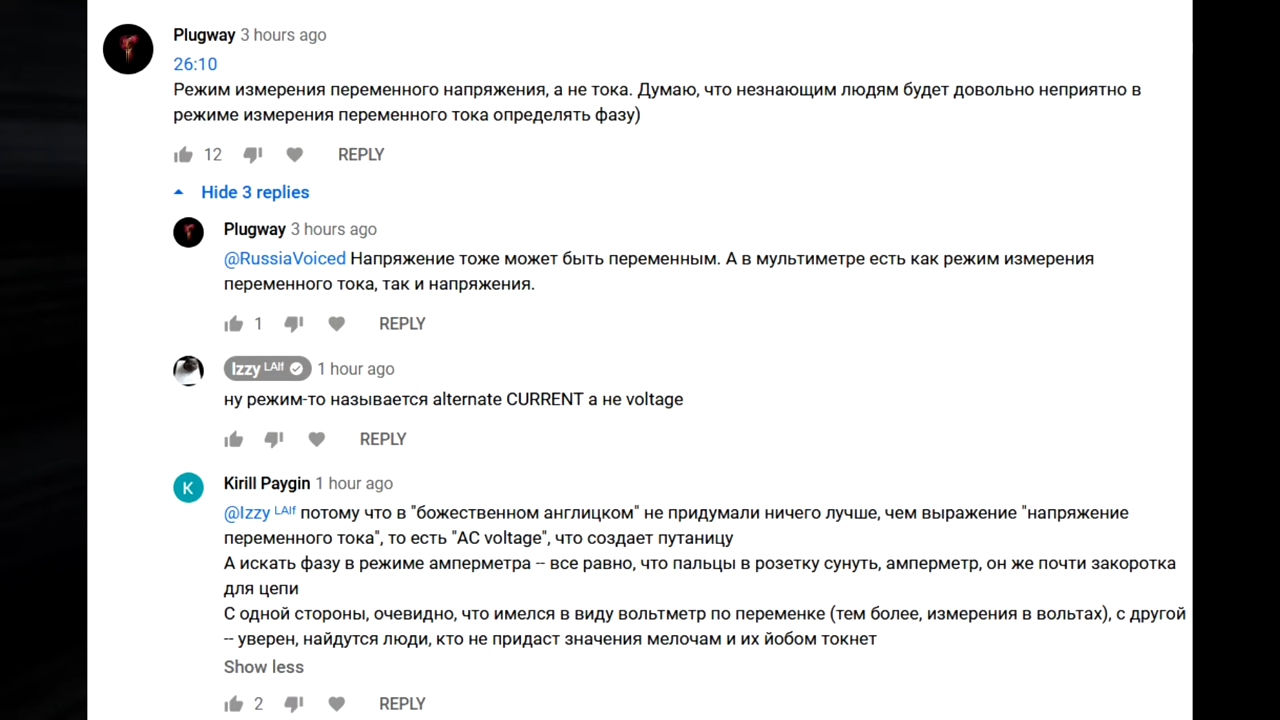 Plugway 3 hours ago
26:10
Режим измерения переменного напряжения, а не тока. Думаю, что незнающим людям будет довольно неприятно в
режиме измерения переменного тока определять фазу)
12 REPLY
Hide 3 replies
Plugway 3 hours ago
@RussiaVoiced Напряжение тоже может быть переменным. А в мультиметре есть как режим измерения
переменного тока, так и напряжения.
1 REPLY
Izzy ᴸᴬᴵᶠ 1 hour ago
ну режим-то называется alternate CURRENT а не voltage
REPLY
K
Kirill Paygin 1 hour ago
@Izzy ᴸᴬᴵᶠ потому что в "божественном англицком" не придумали ничего лучше, чем выражение "напряжение
переменного тока", то есть "AC voltage", что создает путаницу
А искать фазу в режиме амперметра -- все равно, что пальцы в розетку сунуть, амперметр, он же почти закоротка
для цепи
С одной стороны, очевидно, что имелся в виду вольтметр по переменке (тем более, измерения в вольтах), с другой
-- уверен, найдутся люди, кто не придаст значения мелочам и их йобом токнет
Show less
2 REPLY